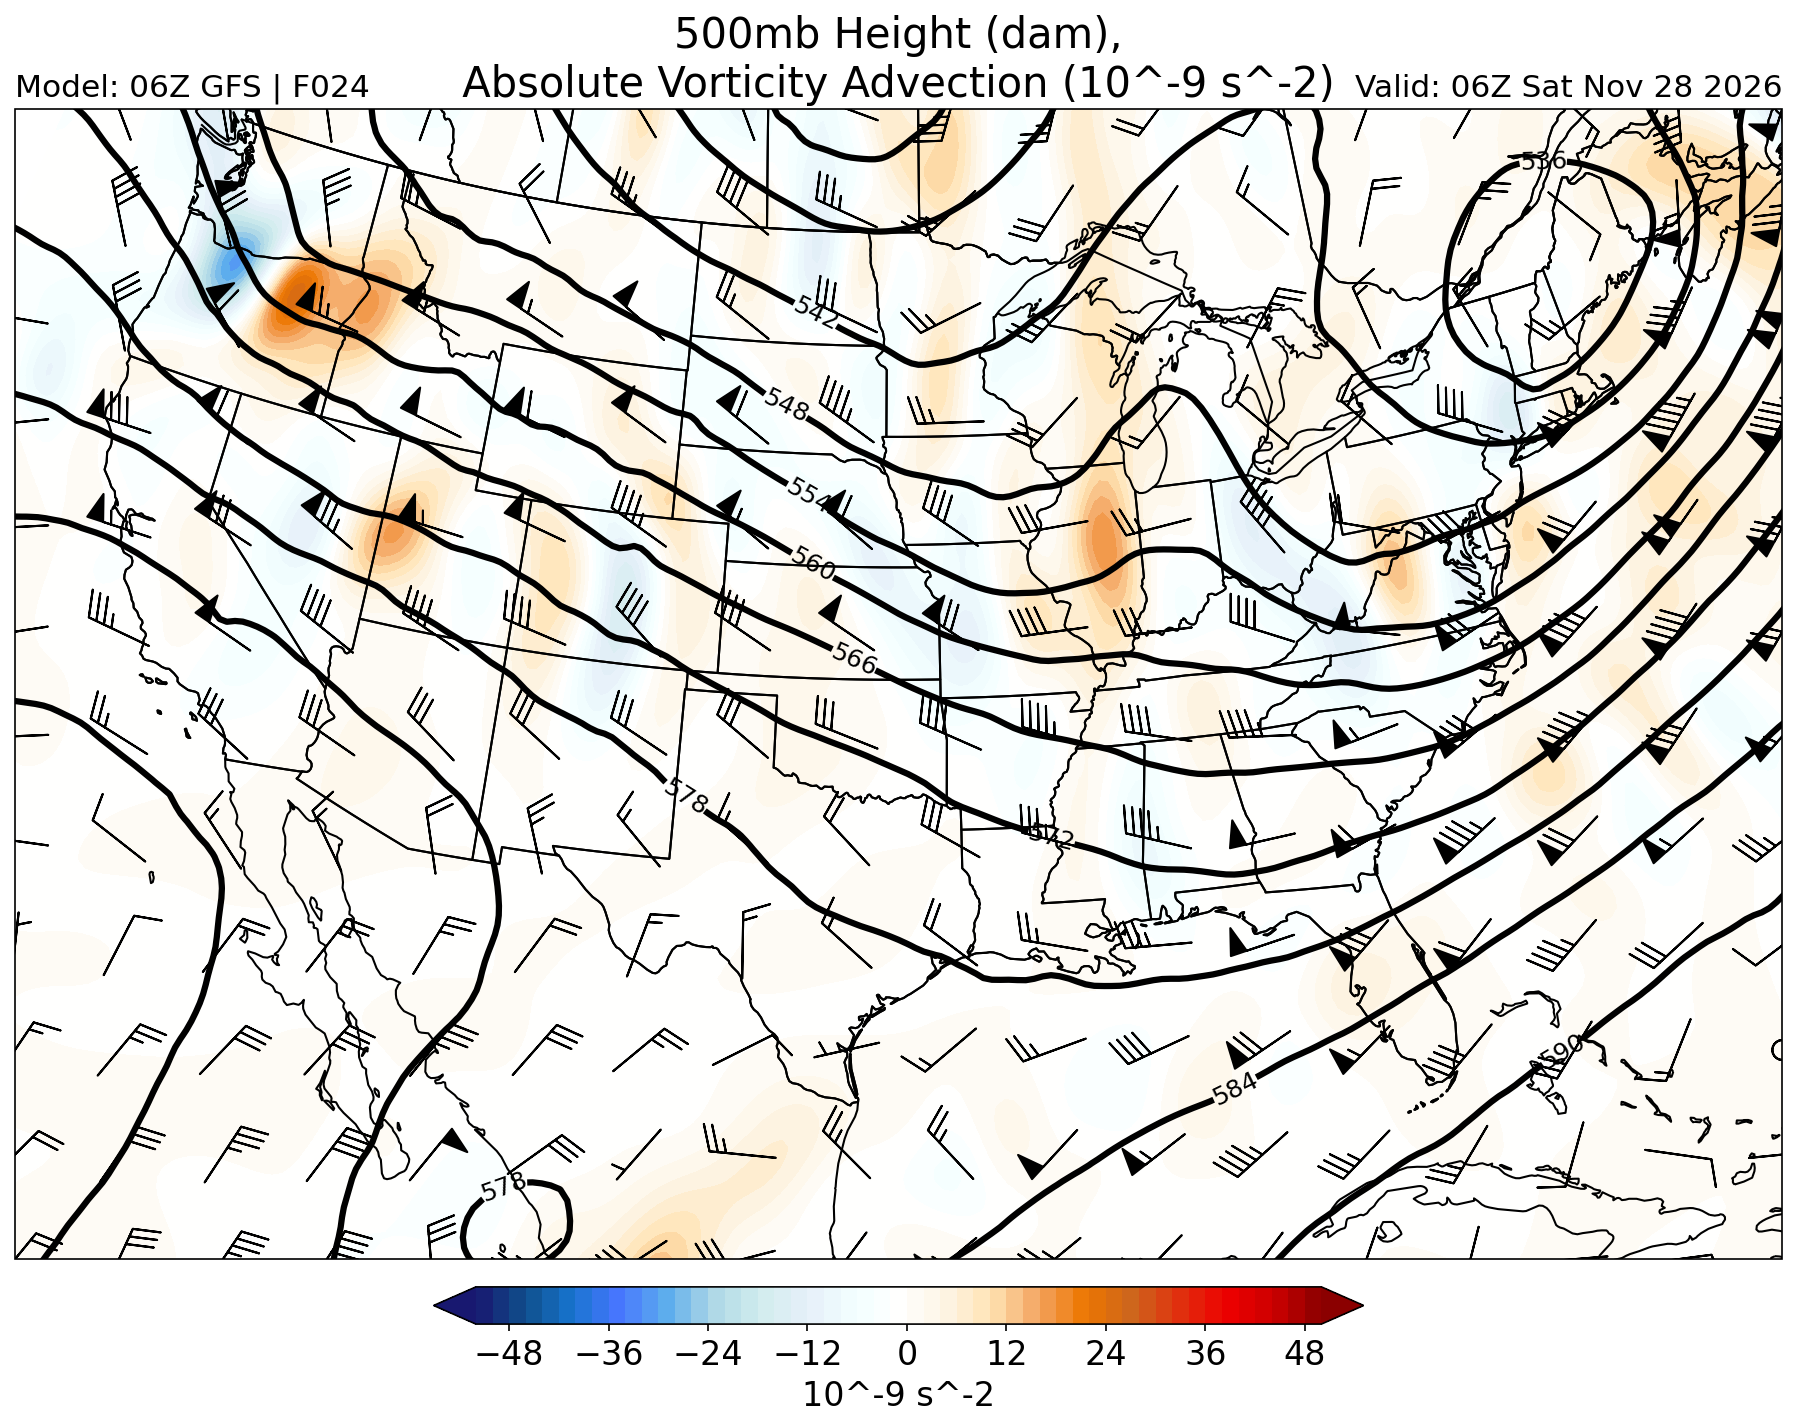 500mb Height (dam),
Model: 06Z GFS | F024
Absolute Vorticity Advection (10^-9 s^-2)
Valid: 06Z Sat Nov 28 2026
536
542
548
554
560
566
578
572
590
584
578
−48 −36 −24 −12 0 12 24 36 48
10^-9 s^-2